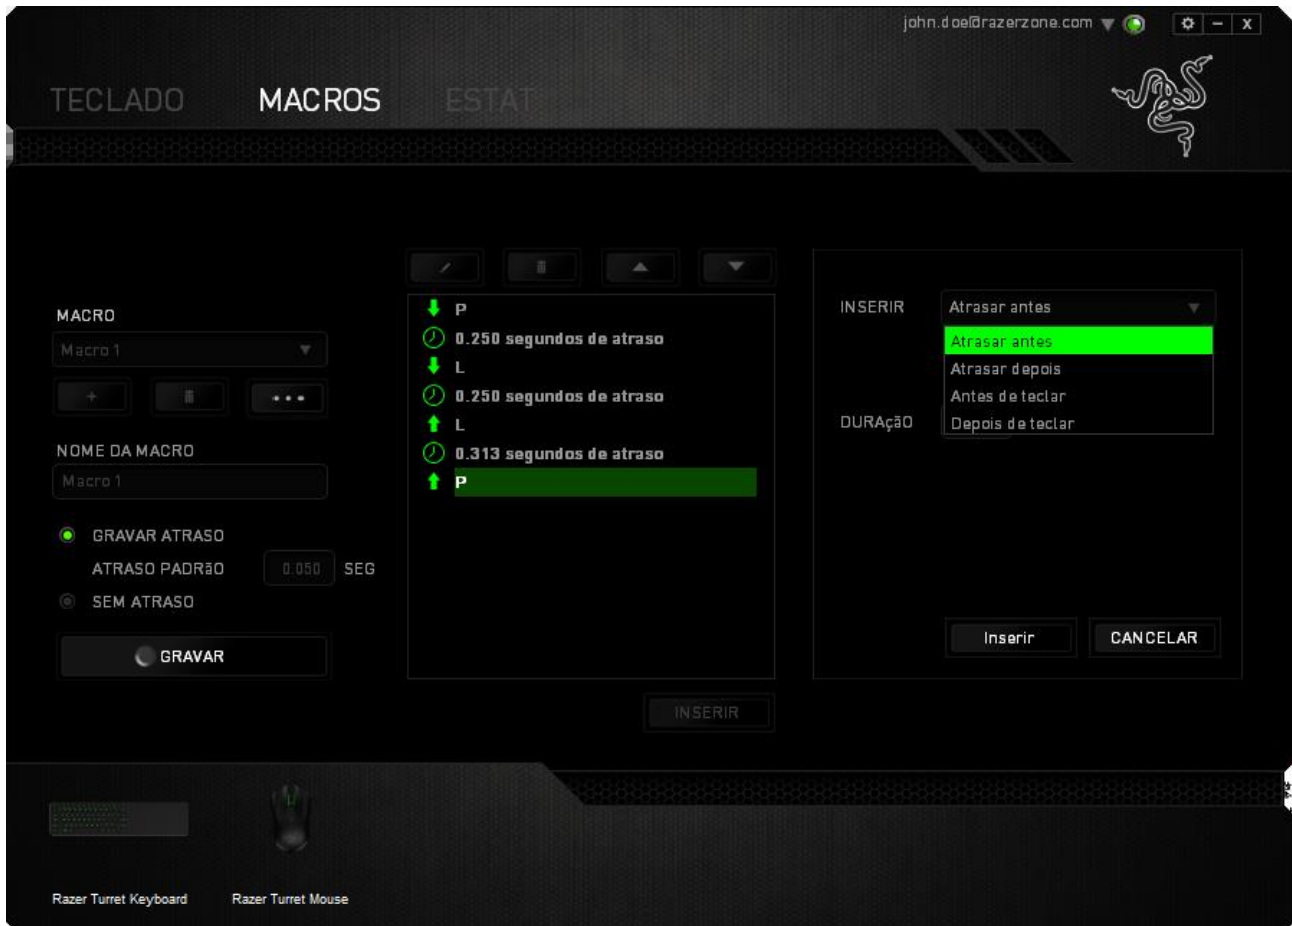 john.doe@razerzone.com
TECLADO MACROS ESTAT
MACRO
Macro 1
NOME DA MACRO
Macro 1
GRAVAR ATRASO
ATRASO PADRãO 0.050 SEG
SEM ATRASO
GRAVAR
P
0.250 segundos de atraso
L
0.250 segundos de atraso
L
0.313 segundos de atraso
P
INSERIR
INSERIR Atrasar antes
Atrasar antes
Atrasar depois
Antes de teclar
Depois de teclar
DURAçãO
Inserir CANCELAR
Razer Turret Keyboard Razer Turret Mouse